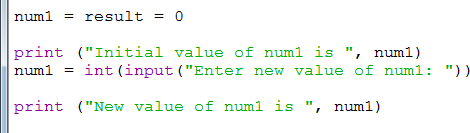 num1 = result = 0
print ("Initial value of num1 is ", num1)
num1 = int(input("Enter new value of num1: "))
print ("New value of num1 is ", num1)